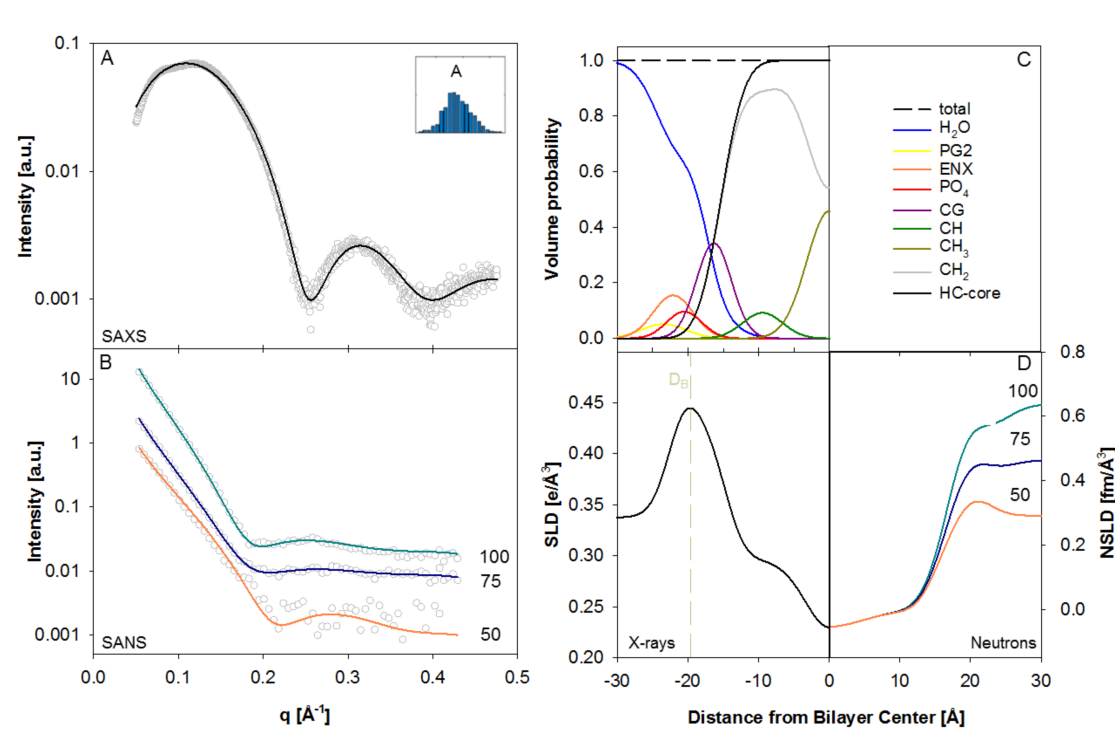 A
0.1
0.01
0.001
Intensity [a.u.]
SAXS
A
B
10
1
0.1
0.01
0.001
Intensity [a.u.]
100
75
50
SANS
0.0 0.1 0.2 0.3 0.4 0.5
q [Å-1]
C
1.0
0.8
0.6
0.4
0.2
0.0
Volume probability
total
H2O
PG2
ENX
PO4
CG
CH
CH3
CH2
HC-core
DB
0.45
0.40
0.35
0.30
0.25
0.20
SLD [e/Å3]
X-rays
D
100
75
50
0.8
0.6
0.4
0.2
0.0
NSLD [fm/Å3]
Neutrons
-30 -20 -10 0 10 20 30
Distance from Bilayer Center [Å]